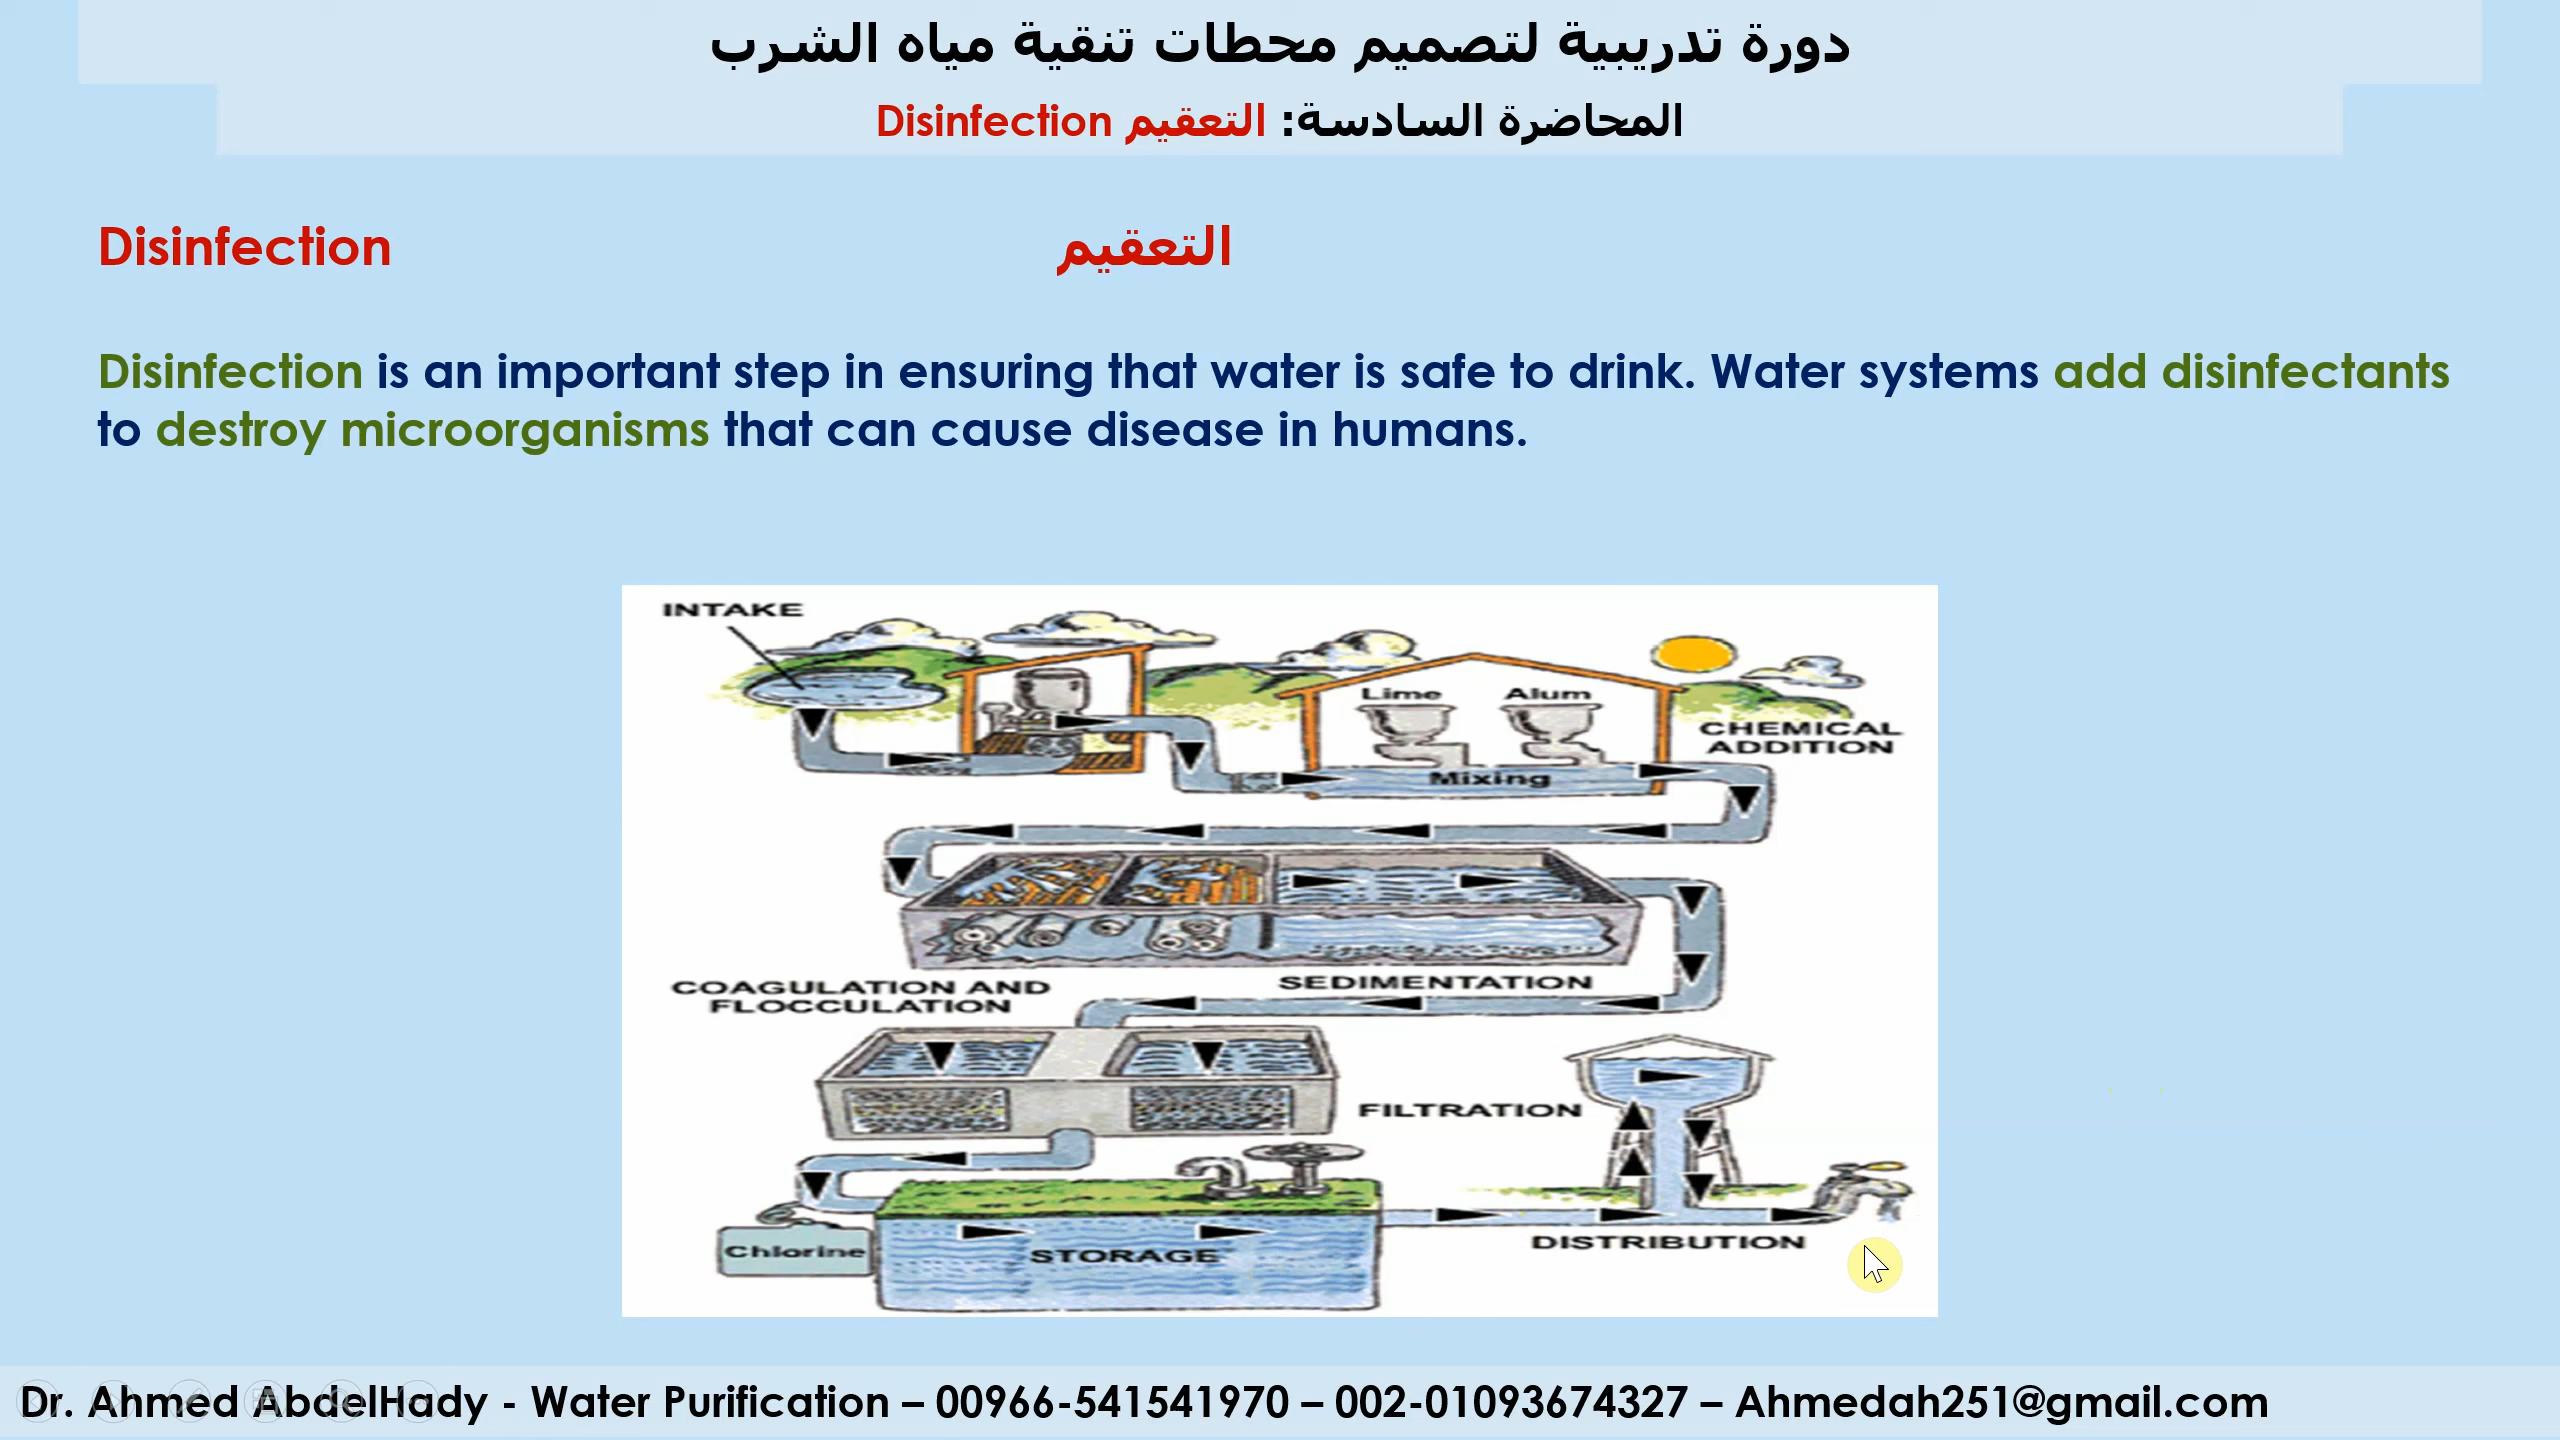 دورة تدريبية لتصميم محطات تنقية مياه الشرب
المحاضرة السادسة: التعقيم Disinfection
Disinfection التعقيم
Disinfection is an important step in ensuring that water is safe to drink. Water systems add disinfectants
to destroy microorganisms that can cause disease in humans.
INTAKE
Lime Alum
CHEMICAL
ADDITION
Mixing
COAGULATION AND
FLOCCULATION
SEDIMENTATION
FILTRATION
Chlorine
STORAGE
DISTRIBUTION
Dr. Ahmed AbdelHady - Water Purification – 00966-541541970 – 002-01093674327 – Ahmedah251@gmail.com